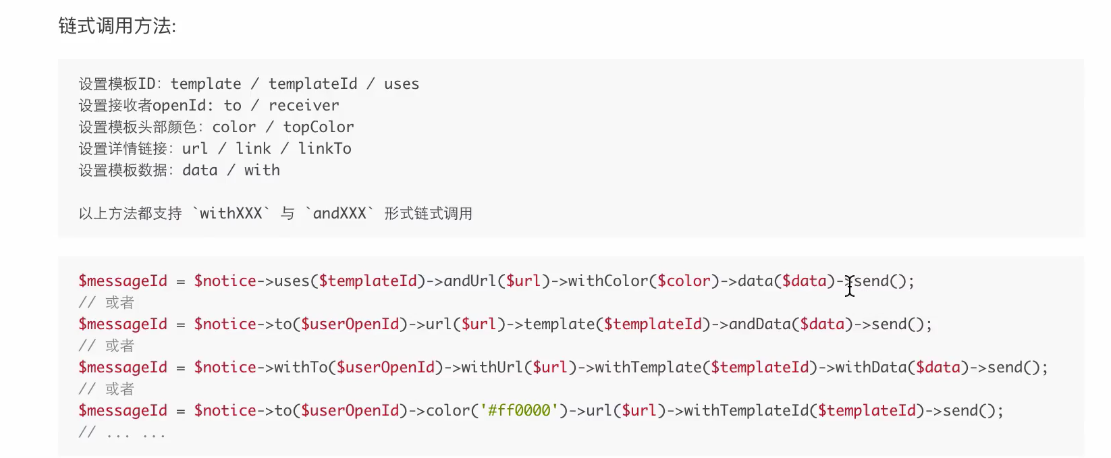 链式调用方法:
设置模板ID: template / templateId / uses
设置接收者openId: to / receiver
设置模板头部颜色: color / topColor
设置详情链接: url / link / linkTo
设置模板数据: data / with
以上方法都支持 `withXXX` 与 `andXXX` 形式链式调用
$messageId = $notice->uses($templateId)->andUrl($url)->withColor($color)->data($data)->send();
// 或者
$messageId = $notice->to($userOpenId)->url($url)->template($templateId)->andData($data)->send();
// 或者
$messageId = $notice->withTo($userOpenId)->withUrl($url)->withTemplate($templateId)->withData($data)->send();
// 或者
$messageId = $notice->to($userOpenId)->color('#ff0000')->url($url)->withTemplateId($templateId)->send();
// ... ...